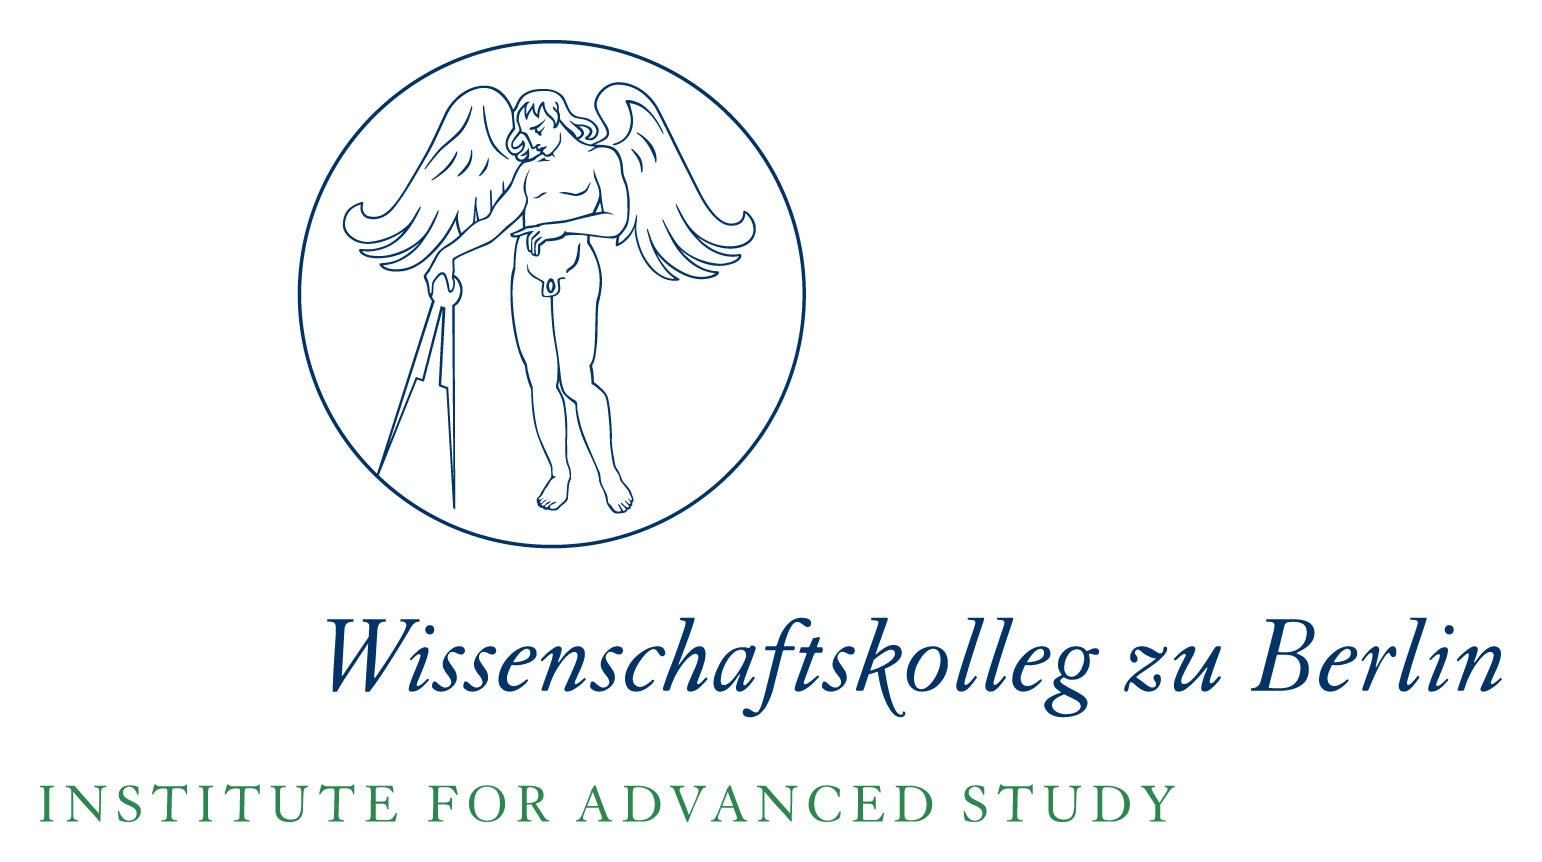 Wissenschaftskolleg zu Berlin
INSTITUTE FOR ADVANCED STUDY